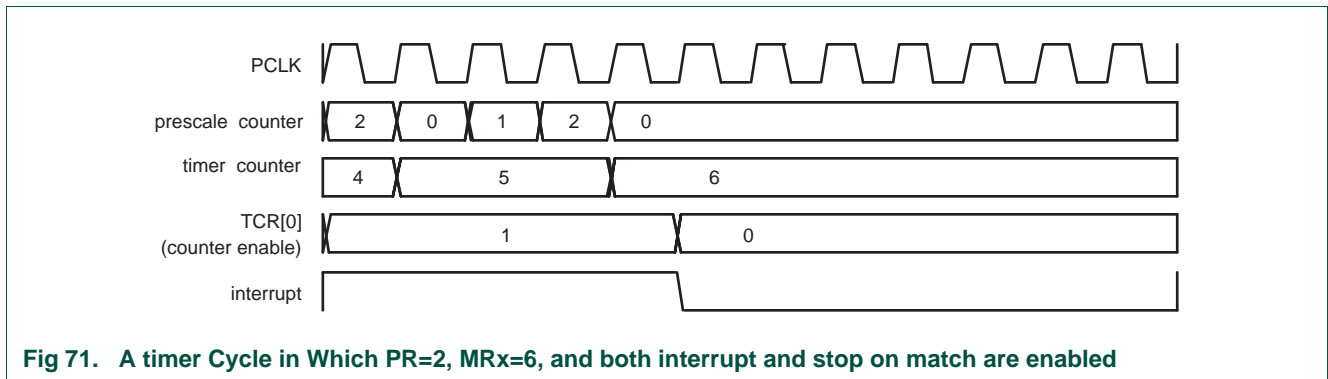 PCLK
prescale counter 2 0 1 2 0
timer counter 4 5 6
TCR[0]
(counter enable) 1 0
interrupt
Fig 71. A timer Cycle in Which PR=2, MRx=6, and both interrupt and stop on match are enabled